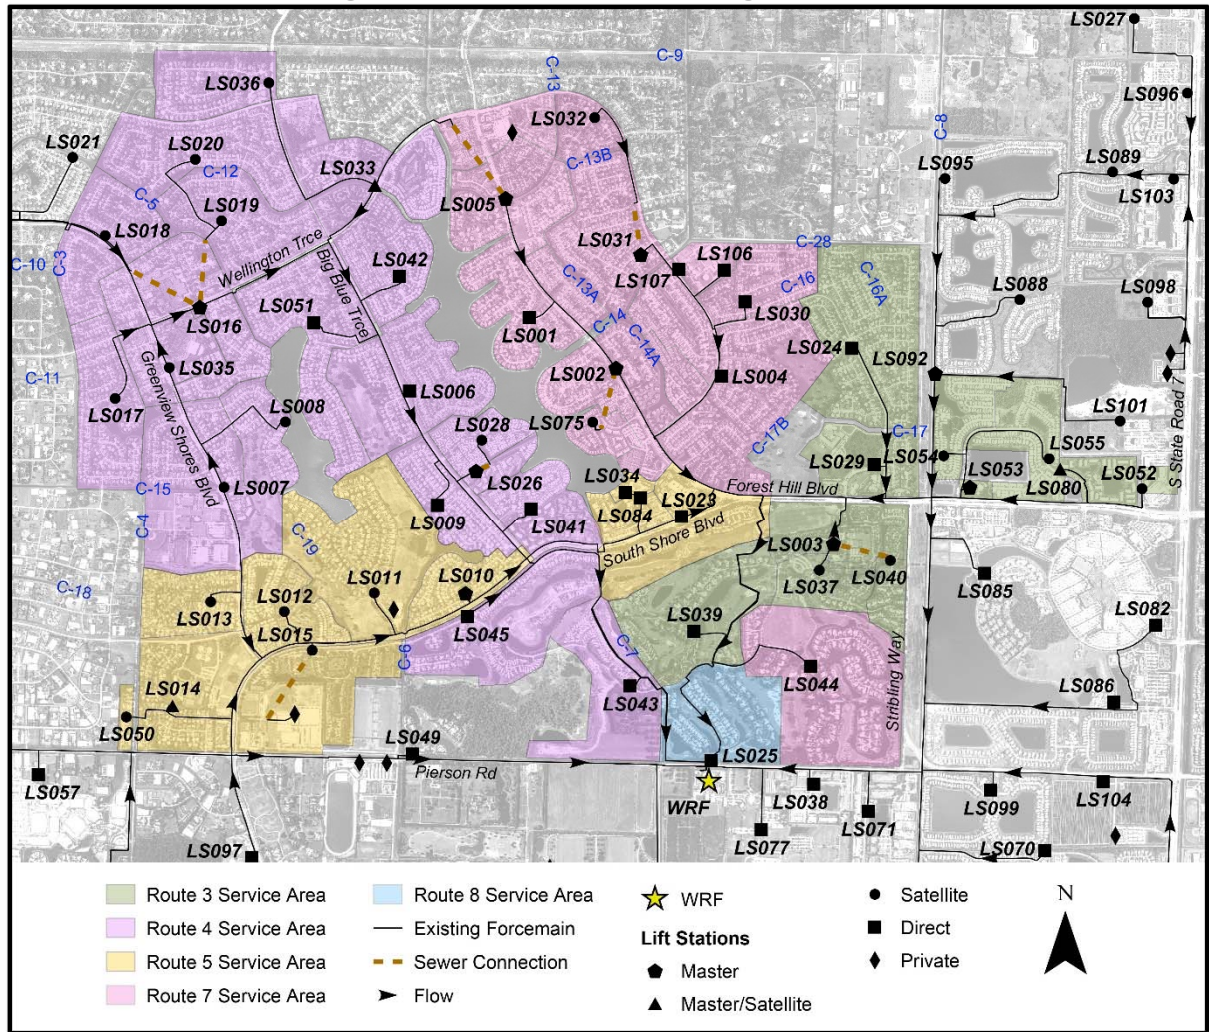 LS027
C-9
C-13
LS036
LS096
LS032
C-8
LS021
LS020
C-12
LS033
C-13B
LS095
LS089
LS103
C-5
LS019
LS005
LS018
LS031
C-28
C-10
C-3
Wellington Trce
LS042
LS107
LS106
C-16
C-16A
LS016
LS051
Big Blue Trce
C-13A
C-14
LS030
LS088
LS098
LS001
C-14A
LS024
LS092
LS035
LS002
C-11
Greenview Shores Blvd
LS006
LS004
S State Road 7
LS017
LS008
LS028
LS075
C-17B
C-17
LS101
LS054
LS055
LS026
LS034
LS029
LS053
LS052
C-15
LS007
LS009
LS084
LS023
Forest Hill Blvd
LS080
C-4
LS041
South Shore Blvd
C-19
LS003
LS037
LS040
C-18
LS011
LS010
LS085
LS013
LS012
LS039
LS082
LS015
LS045
C-7
C-6
Stribling Way
LS014
LS043
LS044
LS086
LS050
LS049
LS025
Pierson Rd
LS057
WRF
LS038
LS071
LS099
LS104
LS097
LS077
LS070
Route 3 Service Area
Route 8 Service Area
WRF
Satellite
N
Route 4 Service Area
Existing Forcemain
Lift Stations
Direct
Route 5 Service Area
Sewer Connection
Master
Private
Route 7 Service Area
Flow
Master/Satellite